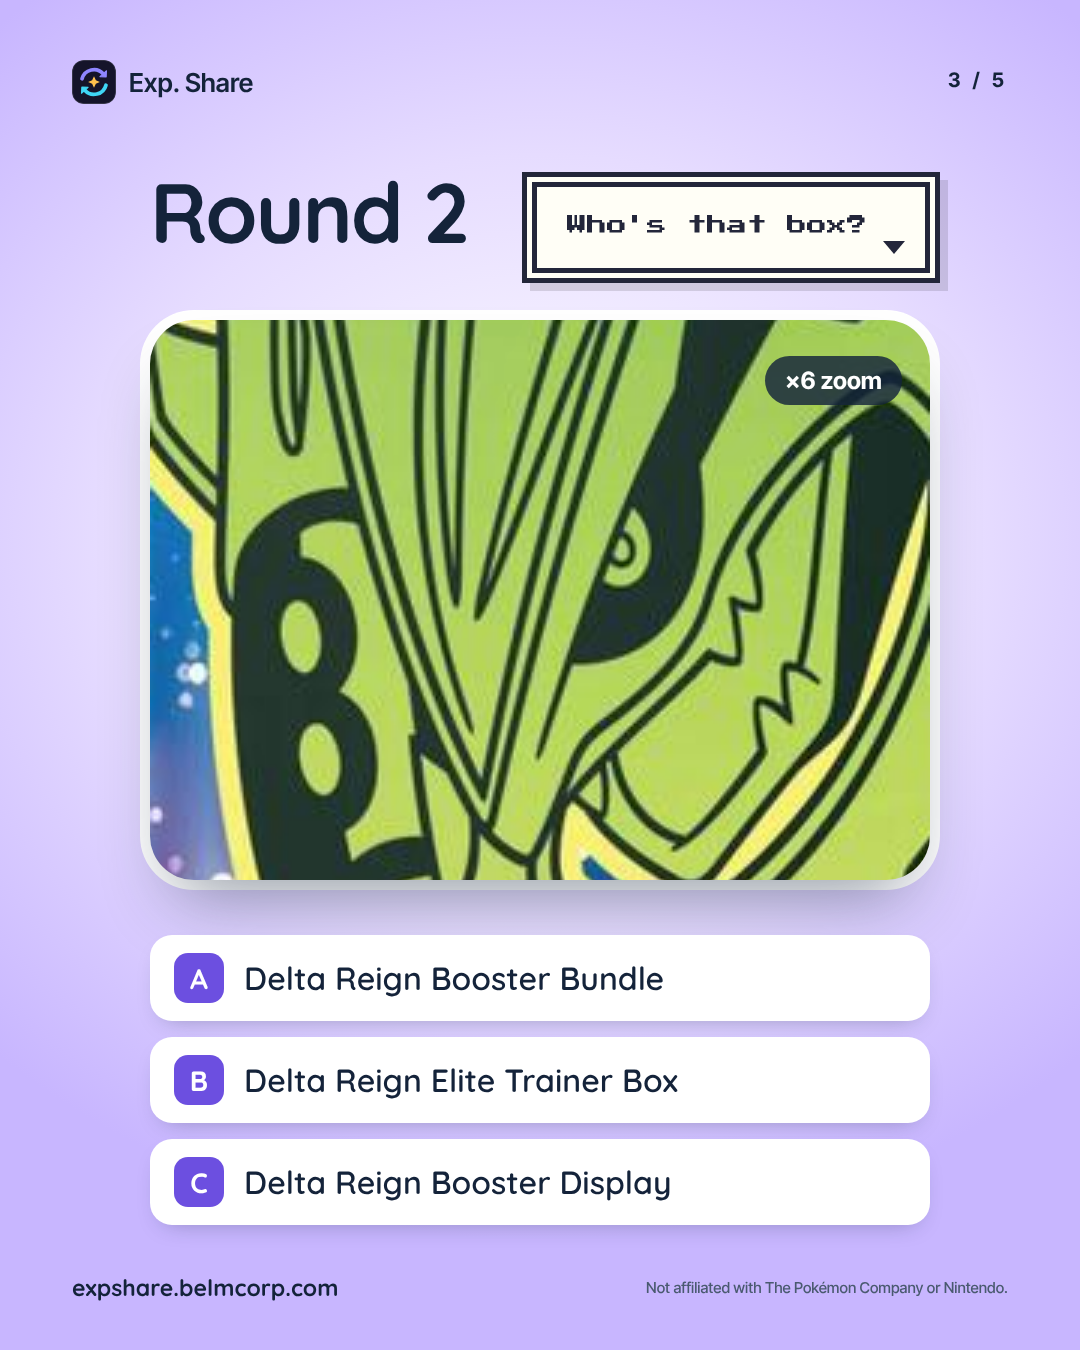 Exp. Share
3 / 5
Round 2
Who's that box?
×6 zoom
A Delta Reign Booster Bundle
B Delta Reign Elite Trainer Box
C Delta Reign Booster Display
expshare.belmcorp.com
Not affiliated with The Pokémon Company or Nintendo.